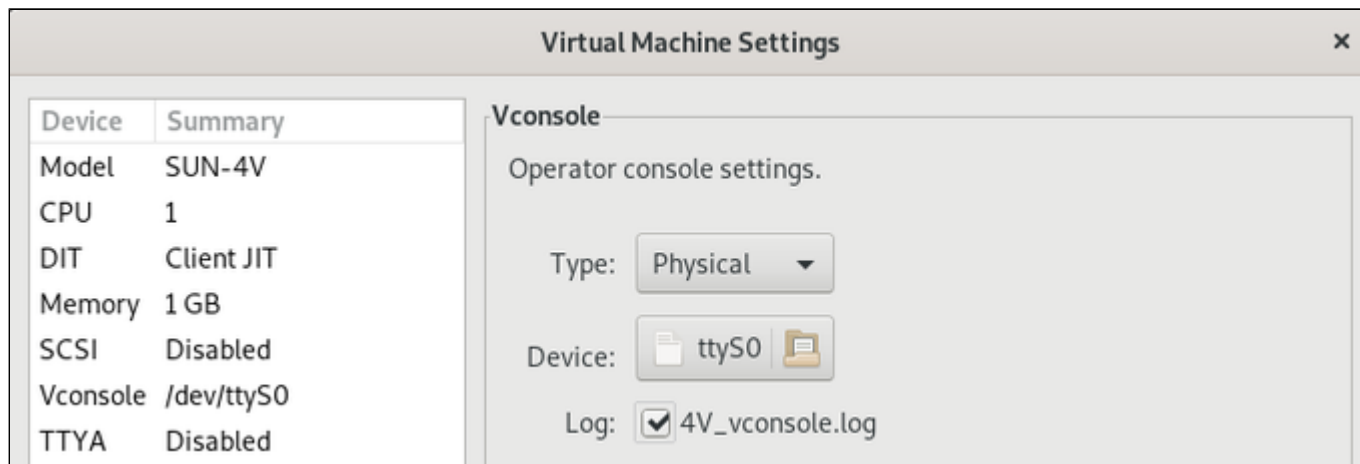 Virtual Machine Settings
Device Summary
Model SUN-4V
CPU 1
DIT Client JIT
Memory 1 GB
SCSI Disabled
Vconsole /dev/ttyS0
TTYA Disabled
Vconsole
Operator console settings.
Type: Physical
Device: ttyS0
Log: 4V_vconsole.log